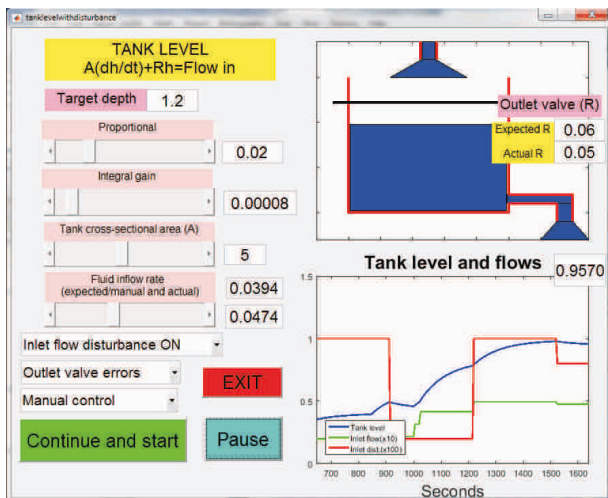 tanklevelwithdisturbance
TANK LEVEL
A(dh/dt)+Rh=Flow in
Target depth 1.2
Proportional
0.02
Integral gain
0.00008
Tank cross-sectional area (A)
5
Fluid inflow rate
(expected/manual and actual)
0.0394
0.0474
Inlet flow disturbance ON
Outlet valve errors
Manual control
EXIT
Continue and start
Pause
Outlet valve (R)
Expected R 0.06
Actual R 0.05
Tank level and flows
0.9570
1.5
1
0.5
0
Tank level
Inlet flow(x10)
Inlet dist.(x100)
700 800 900 1000 1100 1200 1300 1400 1500 1600
Seconds